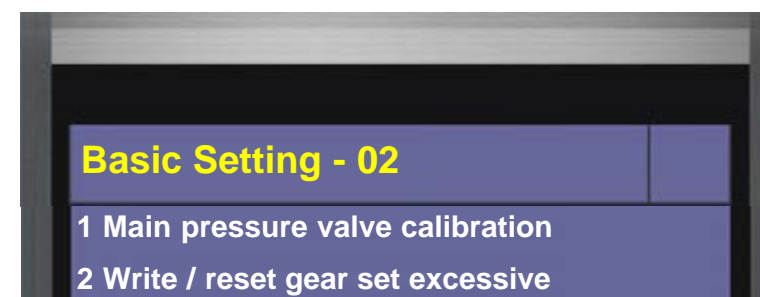 Basic Setting - 02
1 Main pressure valve calibration
2 Write / reset gear set excessive